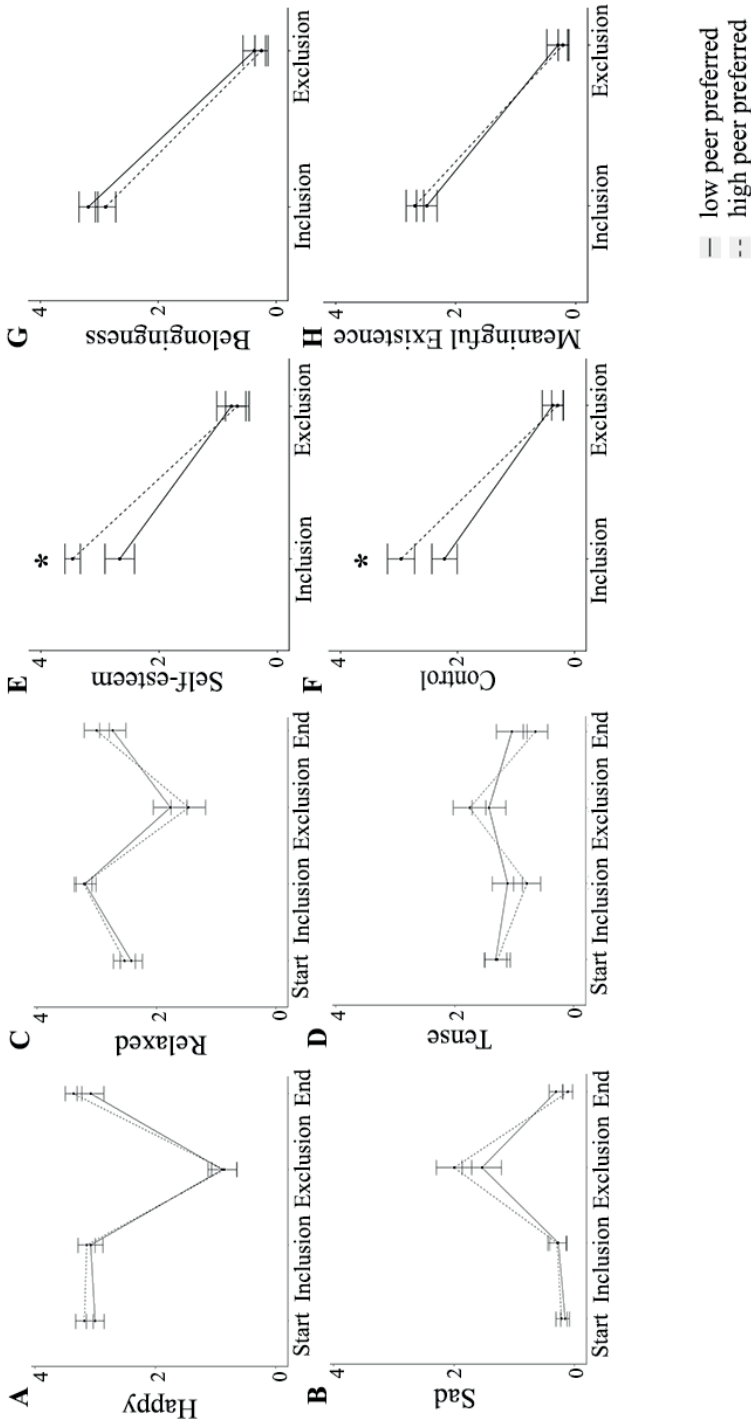 A
Happy
4
2
0
Start Inclusion Exclusion End
B
Sad
4
2
0
Start Inclusion Exclusion End
C
Relaxed
4
2
0
Start Inclusion Exclusion End
D
Tense
4
2
0
Start Inclusion Exclusion End
E
Self-esteem
4
2
0
*
Inclusion Exclusion
F
Control
4
2
0
*
Inclusion Exclusion
G
Belongingness
4
2
0
Inclusion Exclusion
H
Meaningful Existence
4
2
0
Inclusion Exclusion
low peer preferred
high peer preferred